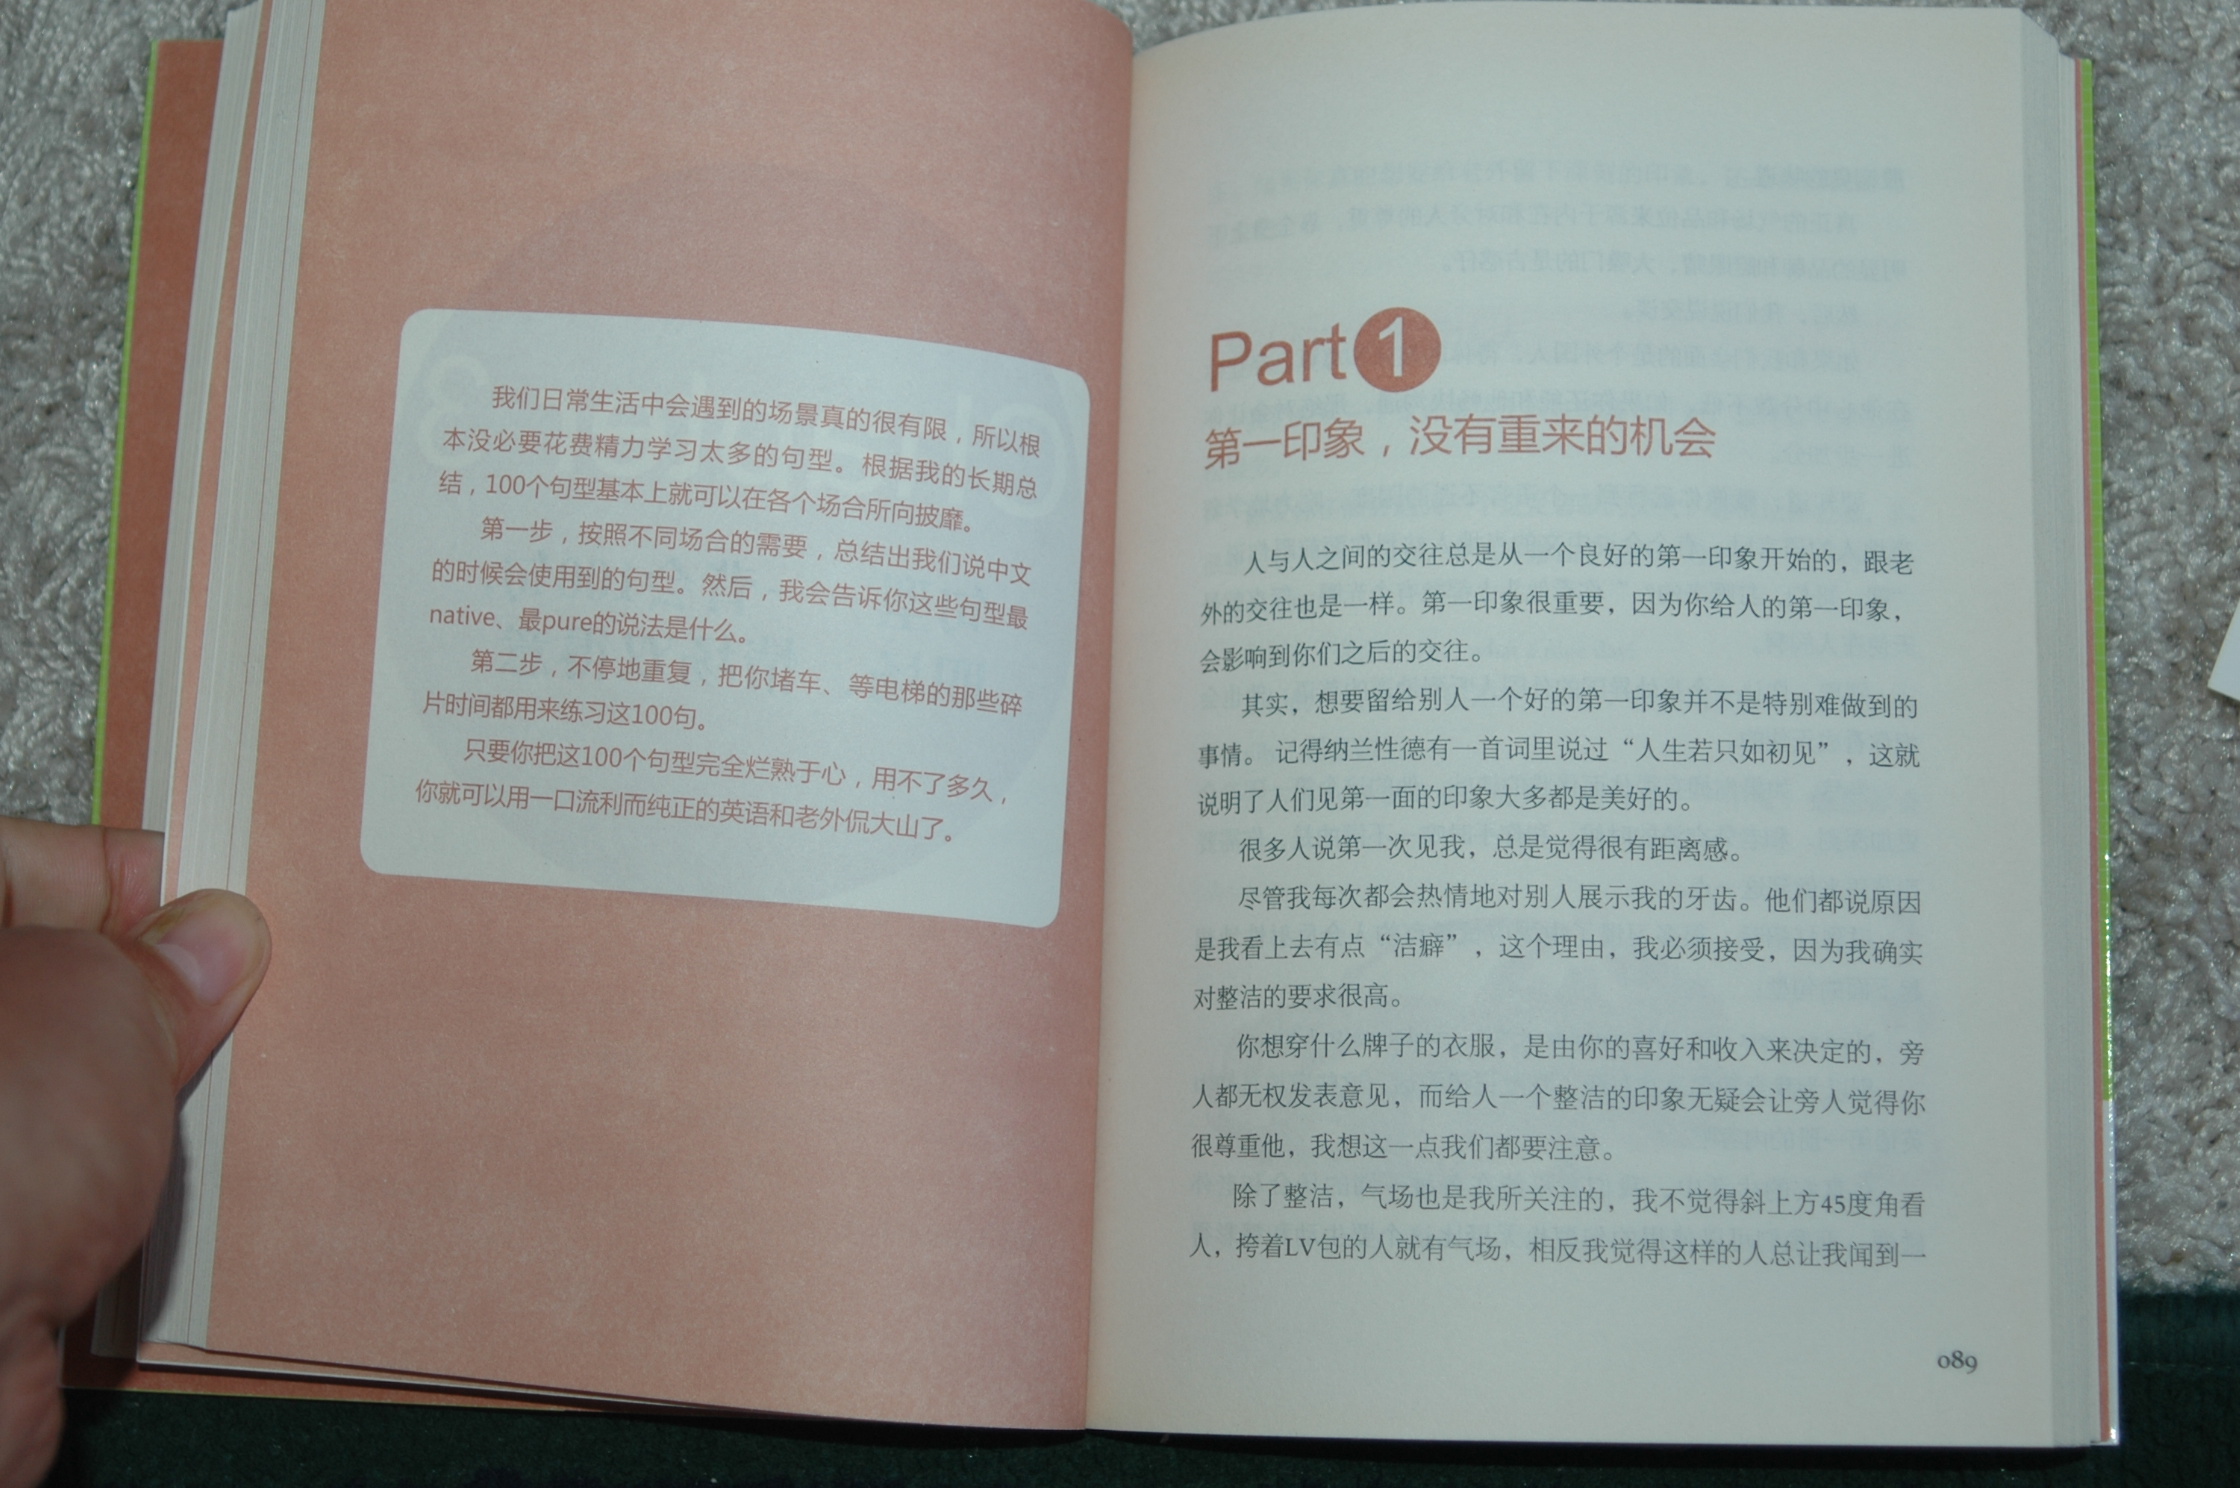 我们日常生活中会遇到的场景真的很有限，所以根
本没必要花费精力学习太多的句型。根据我的长期总
结，100个句型基本上就可以在各个场合所向披靡。
第一步，按照不同场合的需要，总结出我们说中文
的时候会使用到的句型。然后，我会告诉你这些句型最
native、最pure的说法是什么。
第二步，不停地重复，把你堵车、等电梯的那些碎
片时间都用来练习这100句。
只要你把这100个句型完全烂熟于心，用不了多久，
你就可以用一口流利而纯正的英语和老外侃大山了。
Part 1
第一印象，没有重来的机会
人与人之间的交往总是从一个良好的第一印象开始的，跟老
外的交往也是一样。第一印象很重要，因为你给人的第一印象，
会影响到你们之后的交往。
其实，想要留给别人一个好的第一印象并不是特别难做到的
事情。记得纳兰性德有一首词里说过“人生若只如初见”，这就
说明了人们见第一面的印象大多都是美好的。
很多人说第一次见我，总是觉得很有距离感。
尽管我每次都会热情地对别人展示我的牙齿。他们都说原因
是我看上去有点“洁癖”，这个理由，我必须接受，因为我确实
对整洁的要求很高。
你想穿什么牌子的衣服，是由你的喜好和收入来决定的，旁
人都无权发表意见，而给人一个整洁的印象无疑会让旁人觉得你
很尊重他，我想这一点我们都要注意。
除了整洁，气场也是我所关注的，我不觉得斜上方45度角看
人，挎着LV包的人就有气场，相反我觉得这样的人总让我闻到一
089